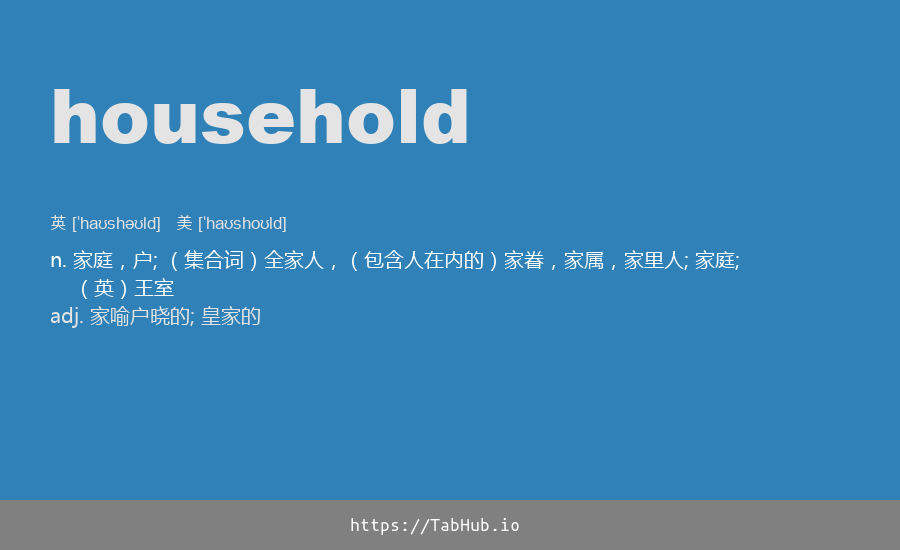 household
英 [ˈhaʊshəʊld] 美 [ˈhaʊshoʊld]
n. 家庭，户; （集合词）全家人，（包含人在内的）家眷，家属，家里人; 家庭;
（英）王室
adj. 家喻户晓的; 皇家的
https://TabHub.io